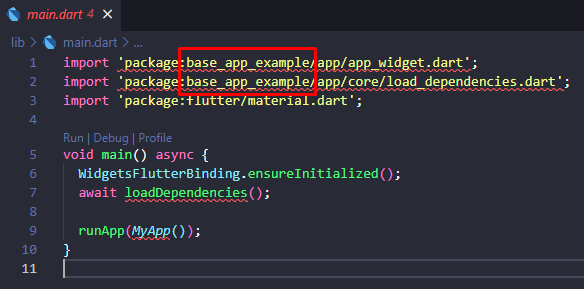 main.dart 4 ×
lib > main.dart > ...
1 import 'package:base_app_example/app/app_widget.dart';
2 import 'package:base_app_example/app/core/load_dependencies.dart';
3 import 'package:flutter/material.dart';
4
Run | Debug | Profile
5 void main() async {
6 WidgetsFlutterBinding.ensureInitialized();
7 await loadDependencies();
8
9 runApp(MyApp());
10 }
11